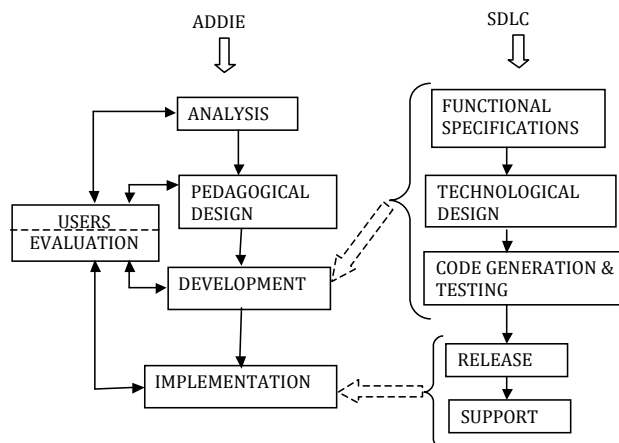 ADDIE
ANALYSIS
PEDAGOGICAL
DESIGN
USERS
EVALUATION
DEVELOPMENT
IMPLEMENTATION
SDLC
FUNCTIONAL
SPECIFICATIONS
TECHNOLOGICAL
DESIGN
CODE GENERATION &
TESTING
RELEASE
SUPPORT